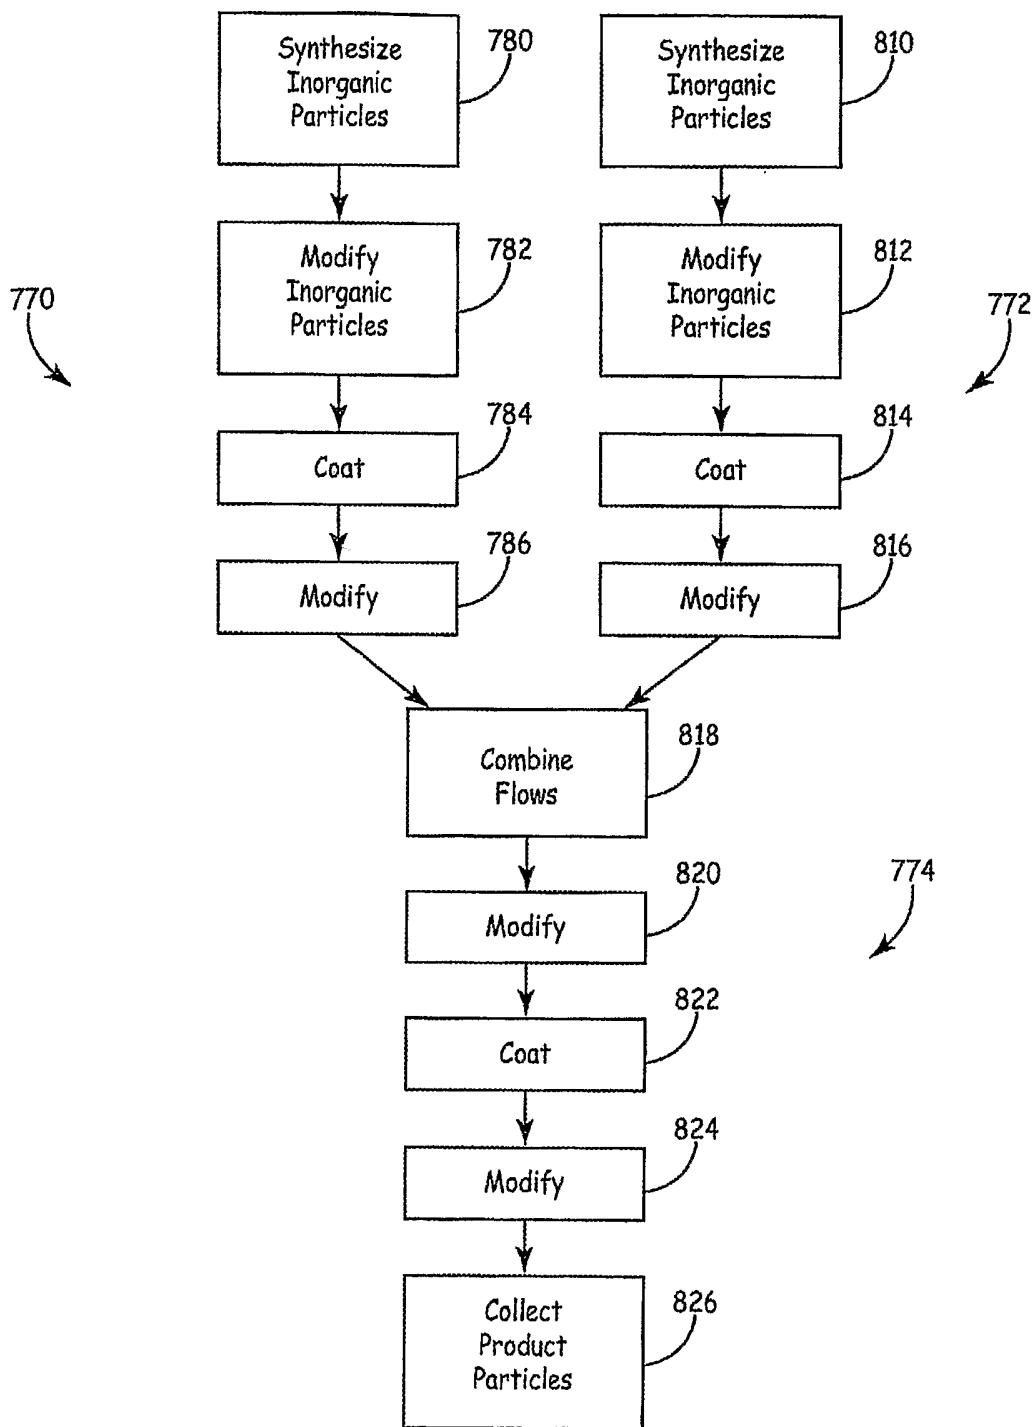 Synthesize
Inorganic
Particles
780
Synthesize
Inorganic
Particles
810
Modify
Inorganic
Particles
782
Modify
Inorganic
Particles
812
770
772
Coat
784
Coat
814
Modify
786
Modify
816
Combine
Flows
818
Modify
820
774
Coat
822
Modify
824
Collect
Product
Particles
826